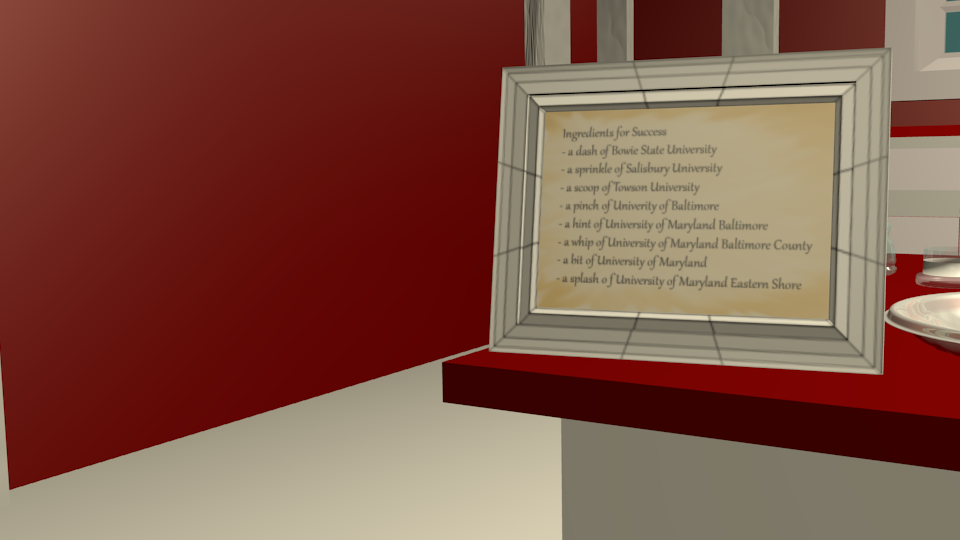 Ingredients for Success
- a dash of Bowie State University
- a sprinkle of Salisbury University
- a scoop of Towson University
- a pinch of Univerity of Baltimore
- a hint of University of Maryland Baltimore
- a whip of University of Maryland Baltimore County
- a bit of University of Maryland
- a splash o f University of Maryland Eastern Shore